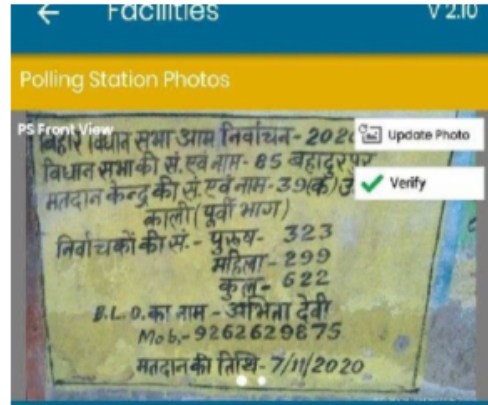 ← Facilities V 2.10
Polling Station Photos
PS Front View
Update Photo
Verify
बिहार विधान सभा आम निर्वाचन- 202
विधान सभा की सं. एवं नाम- 85 बहादुरपुर
मतदान केन्द्र की सं. एवं नाम-39(क)
काली (पूर्वी भाग)
निर्वाचकों की सं.- पुरूष- 323
महिला- 299
कुल- 622
B.L.O. का नाम - अभिता देवी
Mob.-9262629875
मतदान की तिथि- 7/11/2020